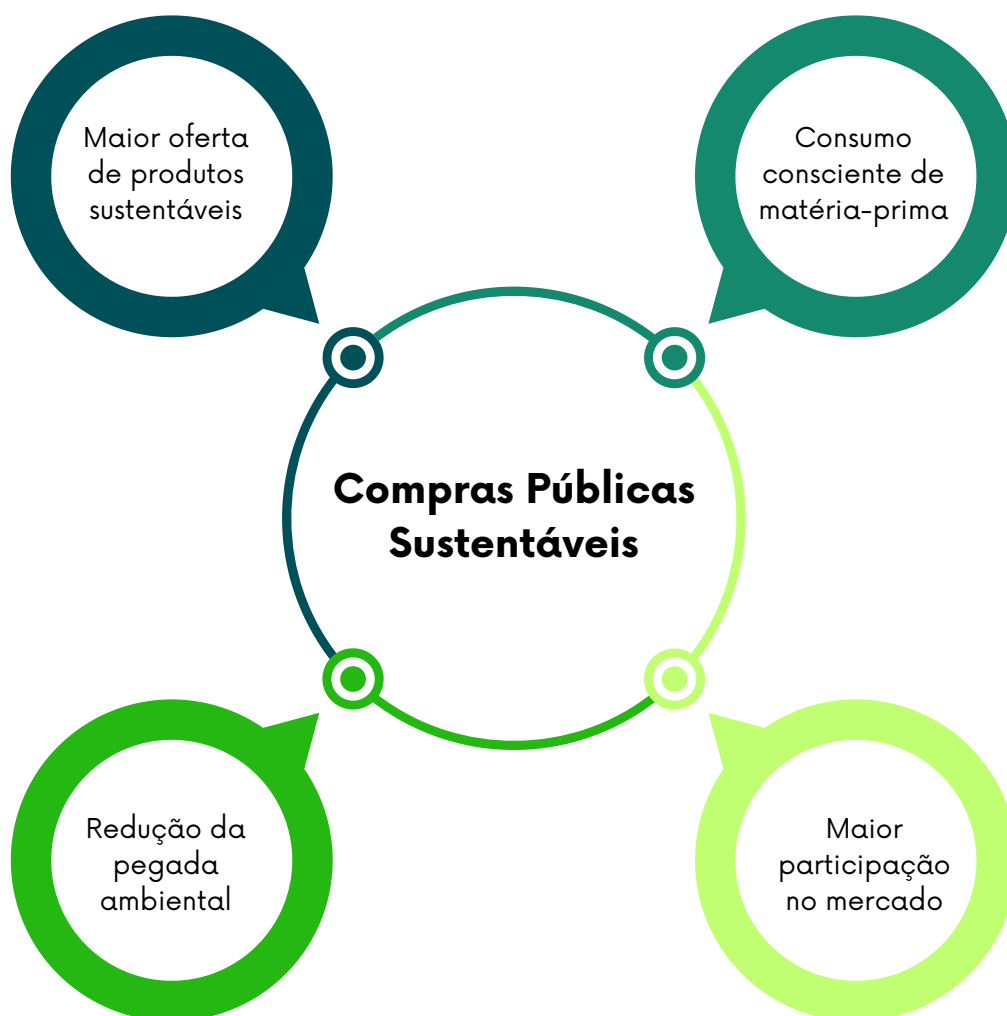 Maior oferta
de produtos
sustentáveis
Consumo
consciente de
matéria-prima
Compras Públicas
Sustentáveis
Redução da
pegada
ambiental
Maior
participação
no mercado